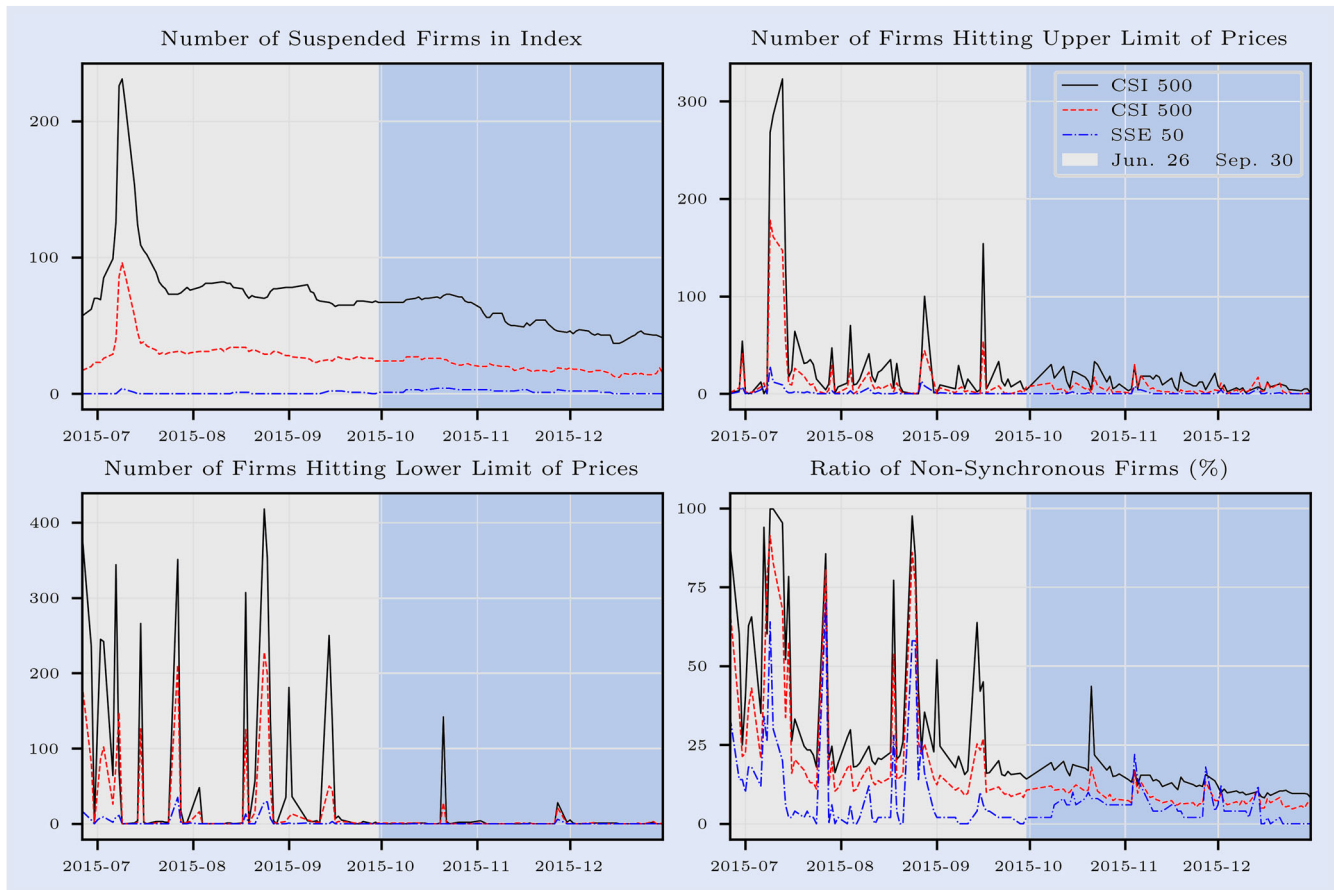 Number of Suspended Firms in Index
200
100
0
2015-07 2015-08 2015-09 2015-10 2015-11 2015-12
Number of Firms Hitting Upper Limit of Prices
300
200
100
0
CSI 500
CSI 500
SSE 50
Jun. 26 Sep. 30
2015-07 2015-08 2015-09 2015-10 2015-11 2015-12
Number of Firms Hitting Lower Limit of Prices
400
300
200
100
0
2015-07 2015-08 2015-09 2015-10 2015-11 2015-12
Ratio of Non-Synchronous Firms (%)
100
75
50
25
0
2015-07 2015-08 2015-09 2015-10 2015-11 2015-12